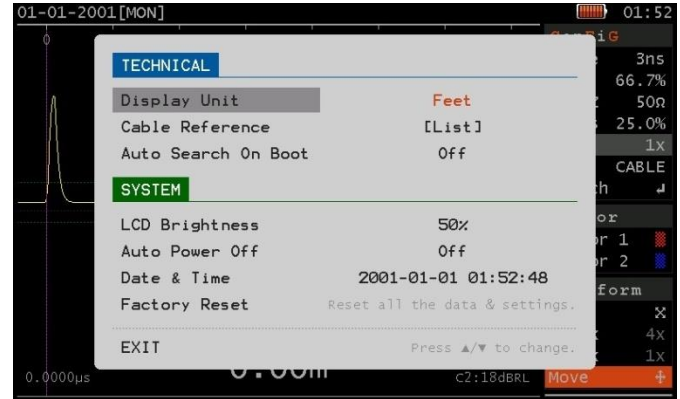 01-01-2001[MON] 01:52
ConFiG
TECHNICAL
3ns
66.7%
Display Unit Feet
50Ω
Cable Reference [List]
25.0%
Auto Search On Boot Off
1x
CABLE
SYSTEM
LCD Brightness 50%
1
Auto Power Off Off
2
Date & Time 2001-01-01 01:52:48
Factory Reset Reset all the data & settings.
4x
EXIT Press ▲/▼ to change.
1x
0.0000µs
C2:18dBRL
Move